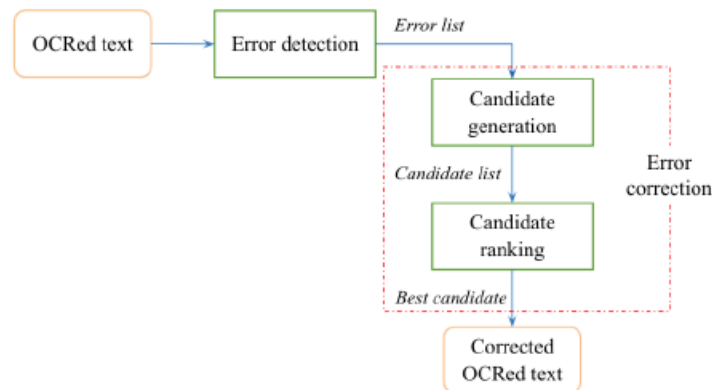 OCRed text
Error detection
Error list
Candidate
generation
Candidate list
Error
correction
Candidate
ranking
Best candidate
Corrected
OCRed text